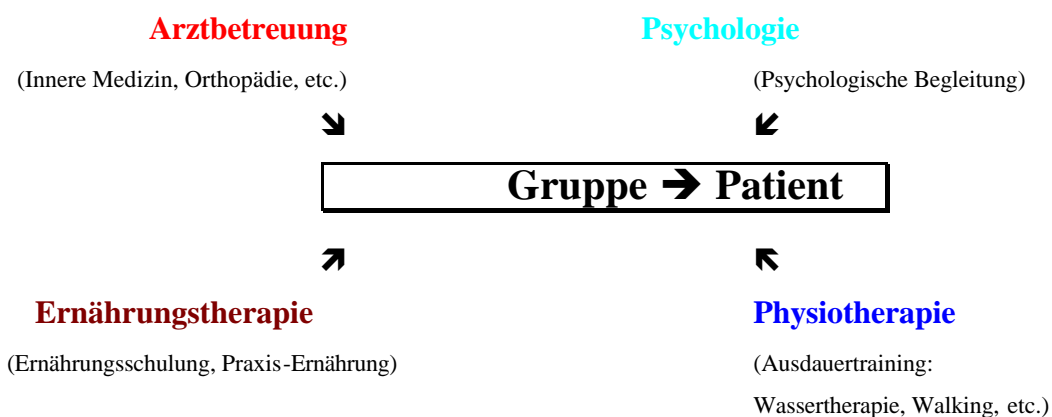 Arztbetreuung Psychologie
(Innere Medizin, Orthopädie, etc.) (Psychologische Begleitung)
Gruppe ➔ Patient
Ernährungstherapie Physiotherapie
(Ernährungsschulung, Praxis-Ernährung) (Ausdauertraining:
Wassertherapie, Walking, etc.)